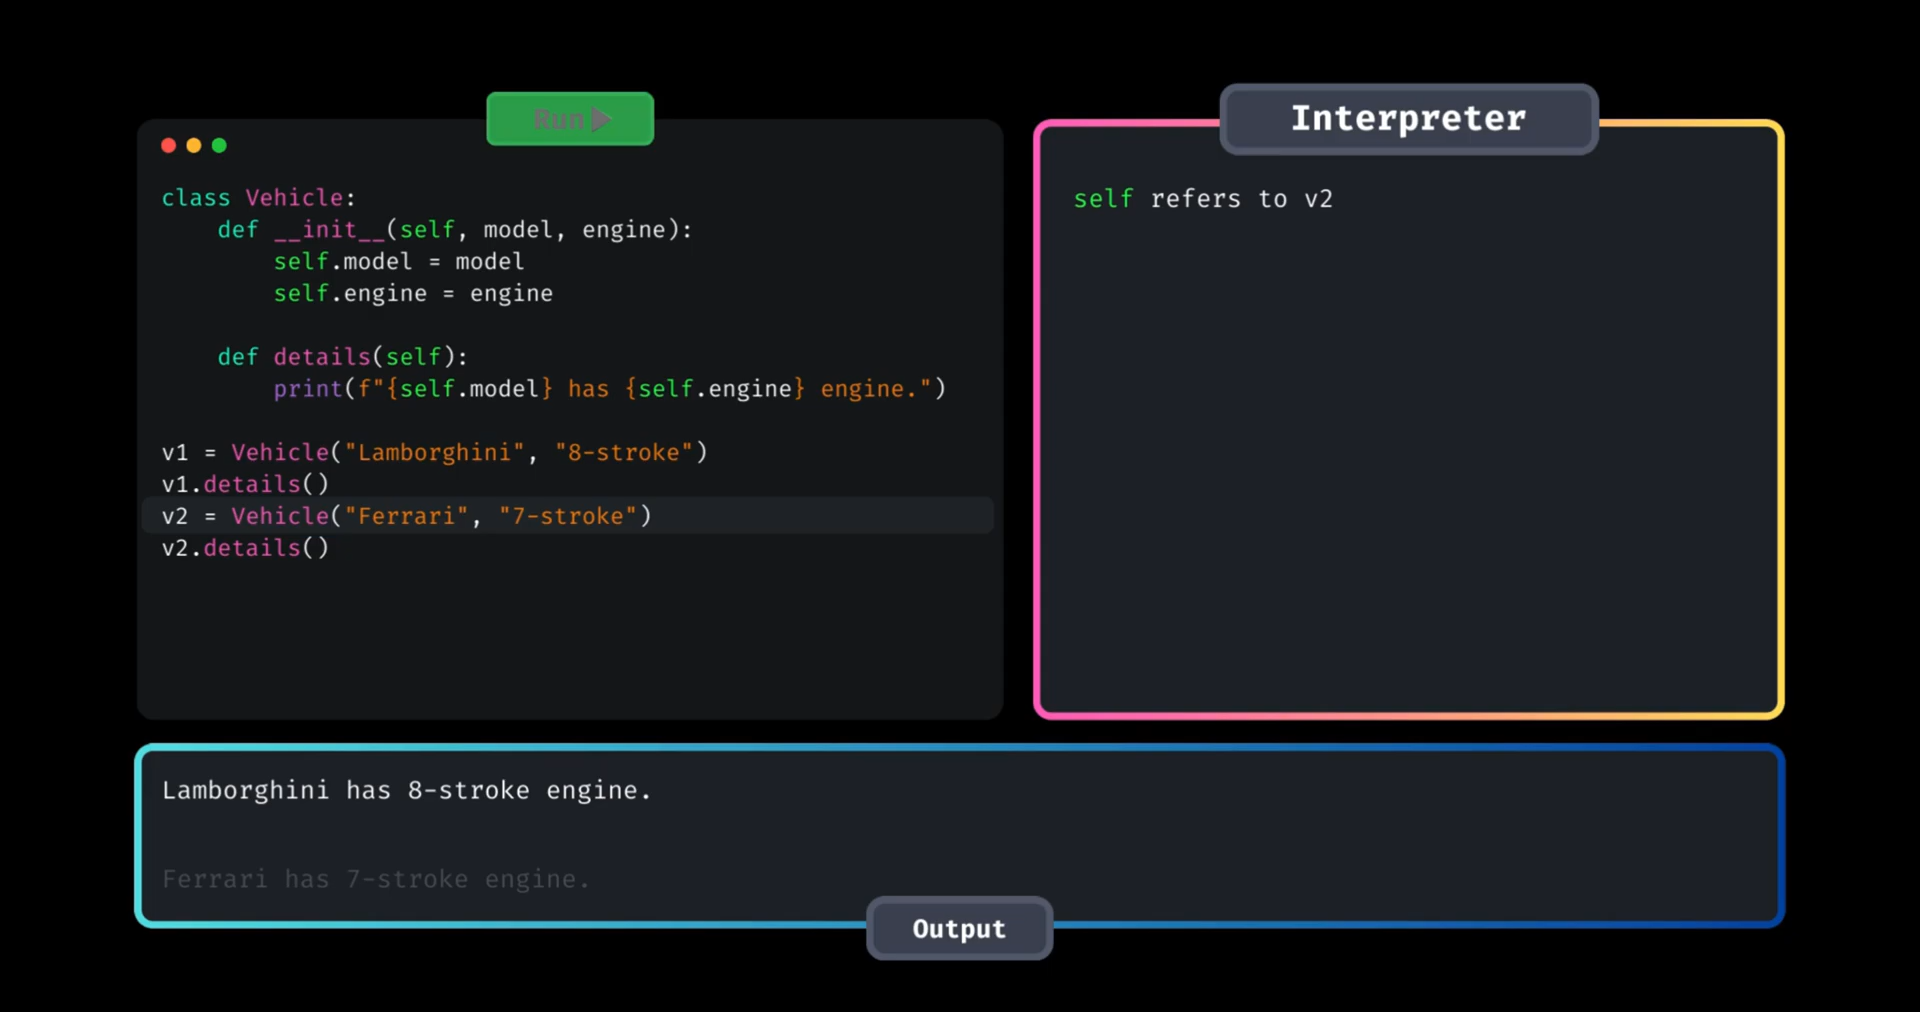 Run
class Vehicle:
def __init__(self, model, engine):
self.model = model
self.engine = engine
def details(self):
print(f"{self.model} has {self.engine} engine.")
v1 = Vehicle("Lamborghini", "8-stroke")
v1.details()
v2 = Vehicle("Ferrari", "7-stroke")
v2.details()
Interpreter
self refers to v2
Lamborghini has 8-stroke engine.
Ferrari has 7-stroke engine.
Output